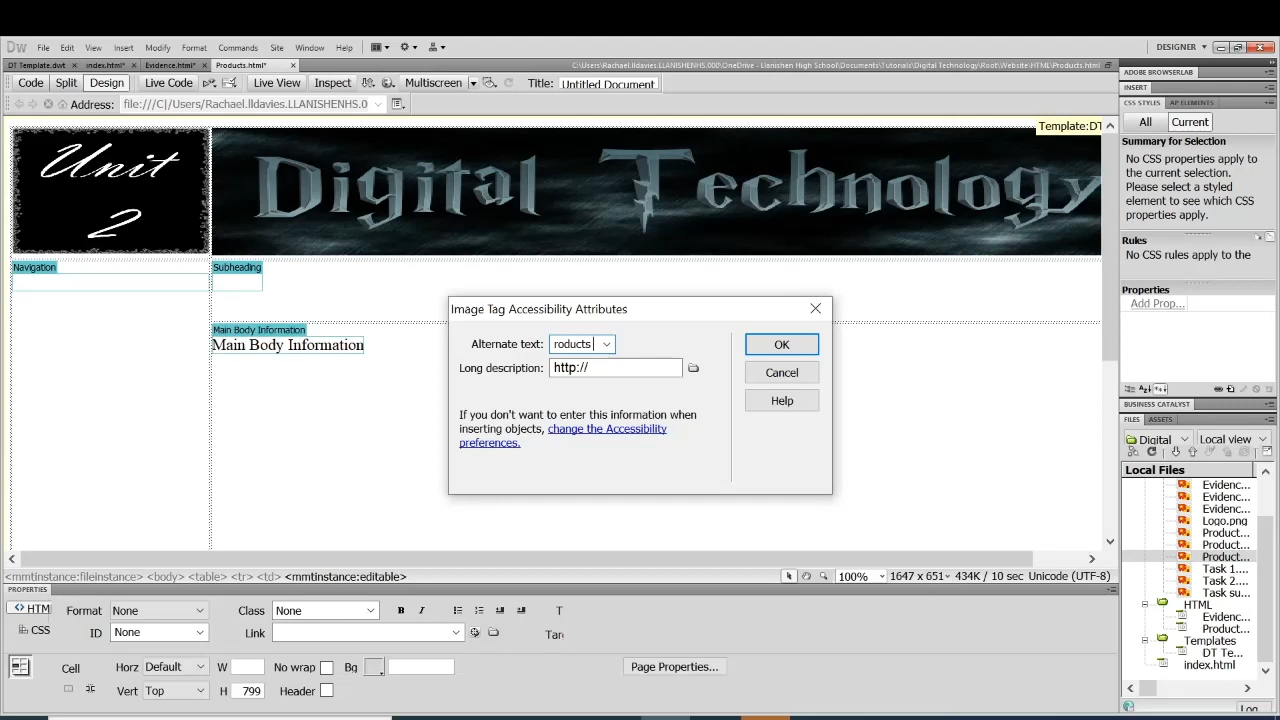 Dw File Edit View Insert Modify Format Commands Site Window Help DESIGNER
DT Template.dwt × index.html* × Evidence.html* × Products.html* × C:\Users\Rachael.lldavies.LLANISHENHS.000\OneDrive - Llanishen High School\Documents\Tutorials\Digital Technology\Root\Website\HTML\Products.html
Code Split Design Live Code Live View Inspect Multiscreen Title: Untitled Document
Address: file:///C|/Users/Rachael.lldavies.LLANISHENHS.0
Template:DT
Unit
2
Digital Technology
Navigation
Subheading
Main Body Information
Main Body Information
Image Tag Accessibility Attributes
Alternate text: roducts
OK
Long description: http://
Cancel
Help
If you don't want to enter this information when
inserting objects, change the Accessibility
preferences.
ADOBE BROWSERLAB
INSERT
CSS STYLES AP ELEMENTS
All Current
Summary for Selection
No CSS properties apply to
the current selection.
Please select a styled
element to see which CSS
properties apply.
Rules
No CSS rules apply to the
Properties
Add Prop...
BUSINESS CATALYST
FILES ASSETS
Digital Local view
Local Files
Evidenc...
Evidenc...
Evidenc...
Logo.png
Product...
Product...
Product...
Task 1....
Task 2....
Task su...
HTML
Evidenc...
Product...
Templates
DT Te...
index.html
Log...
<mmtinstance:fileinstance> <body> <table> <tr> <td> <mmtinstance:editable>
100% 1647 x 651 434K / 10 sec Unicode (UTF-8)
PROPERTIES
<> HTM Format None Class None B I T
CSS ID None Link Tar
Cell Horz Default W No wrap Bg Page Properties...
Vert Top H 799 Header